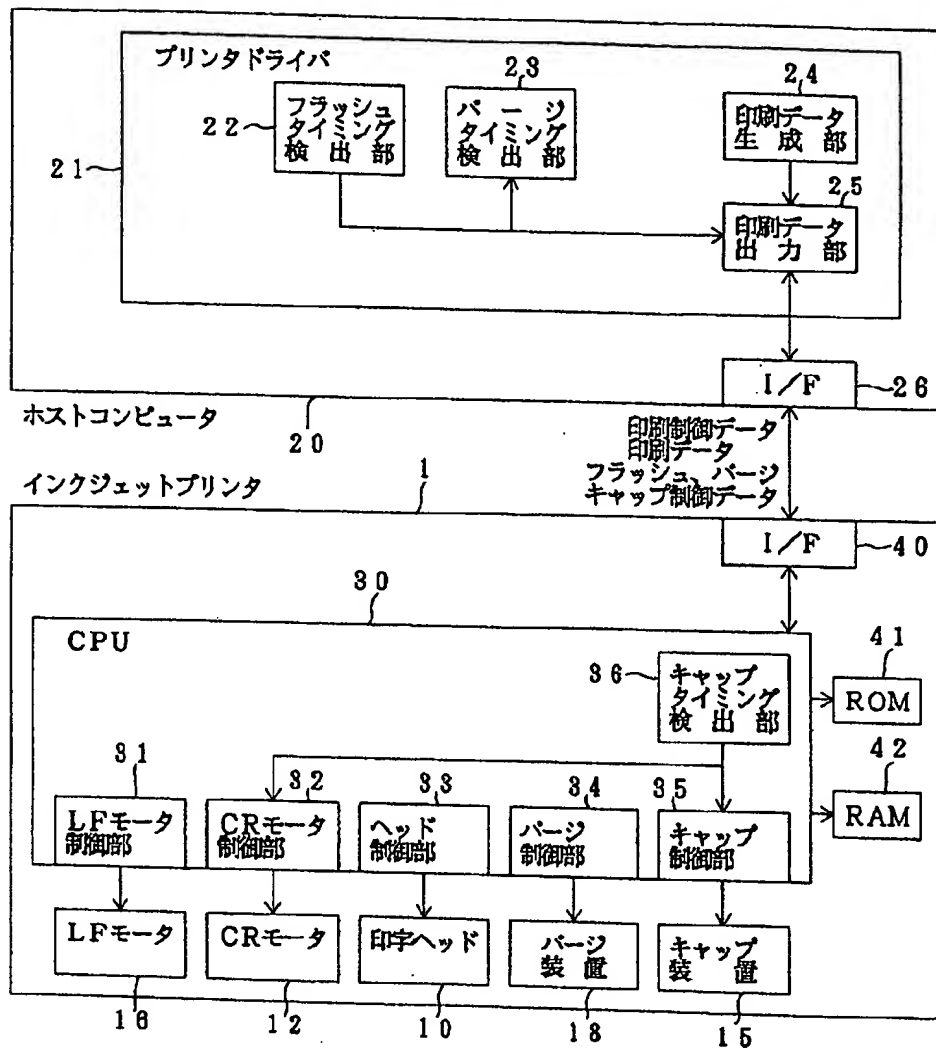 プリンタドライバ
23
24
22
フラッシュ
タイミング
検出部
パージ
タイミング
検出部
印刷データ
生成部
21
25
印刷データ
出力部
I/F
26
ホストコンピュータ
20
印刷制御データ
印刷データ
フラッシュ、パージ
キャップ制御データ
インクジェットプリンタ
1
I/F
40
30
CPU
36
キャップ
タイミング
検出部
41
ROM
42
RAM
31
32
33
34
35
LFモータ
制御部
CRモータ
制御部
ヘッド
制御部
パージ
制御部
キャップ
制御部
LFモータ
CRモータ
印字ヘッド
パージ
装置
キャップ
装置
16
12
10
18
15